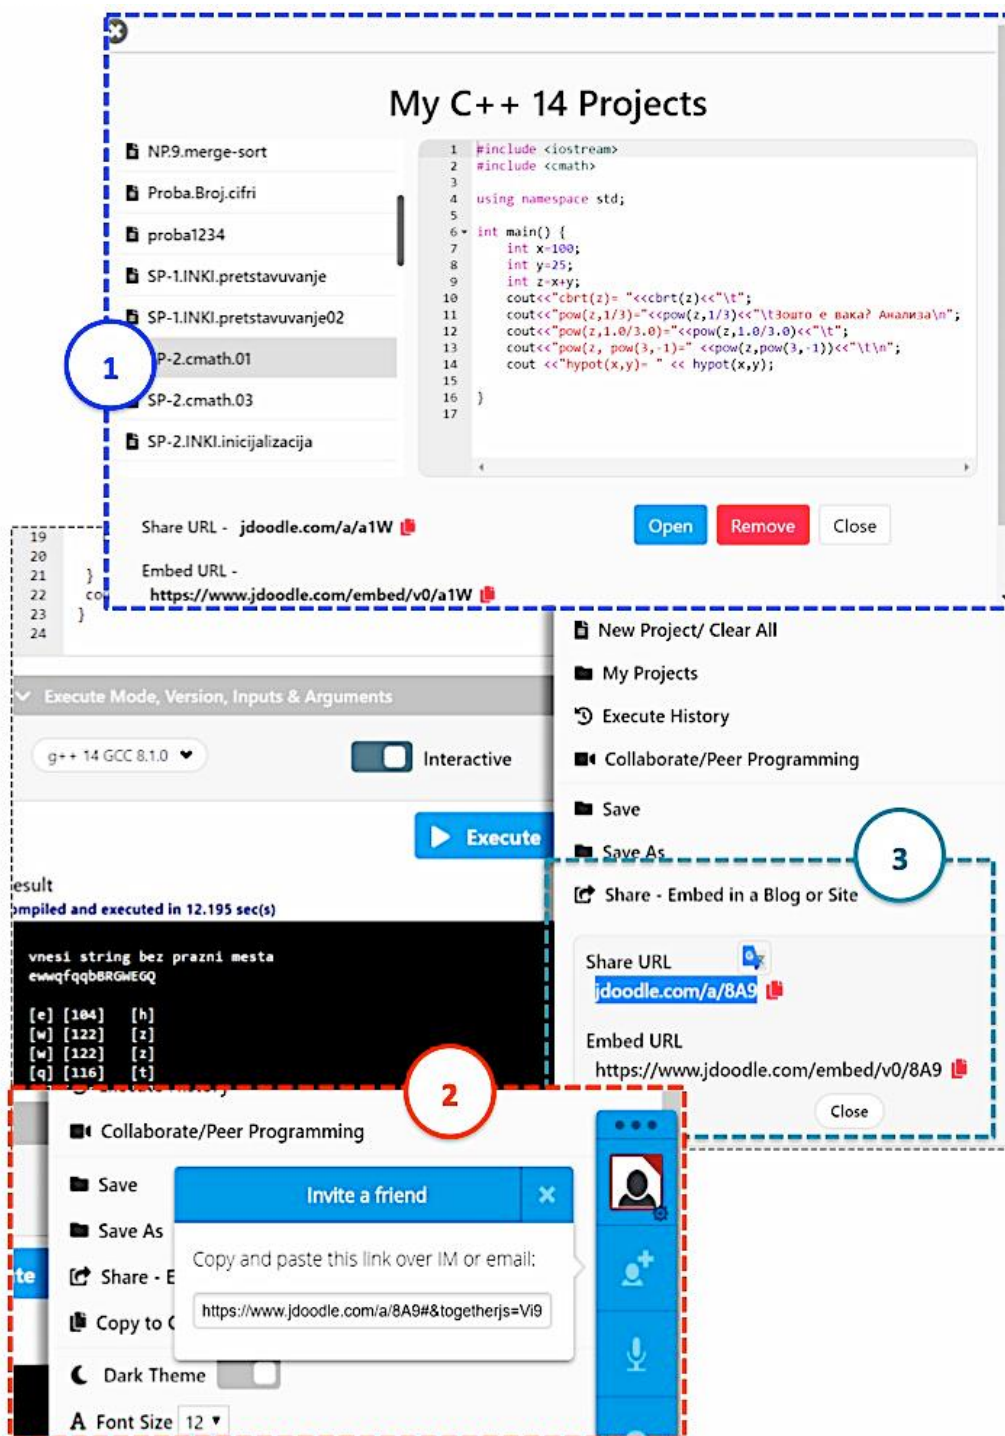 My C++ 14 Projects
NP.9.merge-sort
Proba.Broj.cifri
proba1234
SP-1.INKI.pretstavuvanje
SP-1.INKI.pretstavuvanje02
1
P-2.cmath.01
SP-2.cmath.03
SP-2.INKI.inicijalizacija
1 #include <iostream>
2 #include <cmath>
3
4 using namespace std;
5
6 int main() {
7 int x=100;
8 int y=25;
9 int z=x+y;
10 cout<<"cbrt(z)= "<<cbrt(z)<<"\t";
11 cout<<"pow(z,1/3)="<<pow(z,1/3)<<"\tЗошто е вака? Анализа\n";
12 cout<<"pow(z,1.0/3.0)="<<pow(z,1.0/3.0)<<"\t";
13 cout<<"pow(z, pow(3,-1)=" <<pow(z,pow(3,-1))<<"\t\n";
14 cout <<"hypot(x,y)= " << hypot(x,y);
15
16 }
17
Share URL - jdoodle.com/a/a1W
Open Remove Close
Embed URL -
https://www.jdoodle.com/embed/v0/a1W
19
20
21 }
22 co
23 }
24
Execute Mode, Version, Inputs & Arguments
g++ 14 GCC 8.1.0
Interactive
Execute
esult
ompiled and executed in 12.195 sec(s)
vnesi string bez prazni mesta
ewwqfqqbBRGWEGQ
[e] [104] [h]
[w] [122] [z]
[w] [122] [z]
[q] [116] [t]
New Project/ Clear All
My Projects
Execute History
Collaborate/Peer Programming
Save
Save As
3
Share - Embed in a Blog or Site
Share URL
jdoodle.com/a/8A9
Embed URL
https://www.jdoodle.com/embed/v0/8A9
Close
2
Collaborate/Peer Programming
Save
Save As
te
Share - E
Copy to C
Dark Theme
A Font Size 12
Invite a friend
Copy and paste this link over IM or email:
https://www.jdoodle.com/a/8A9#&togetherjs=Vi9